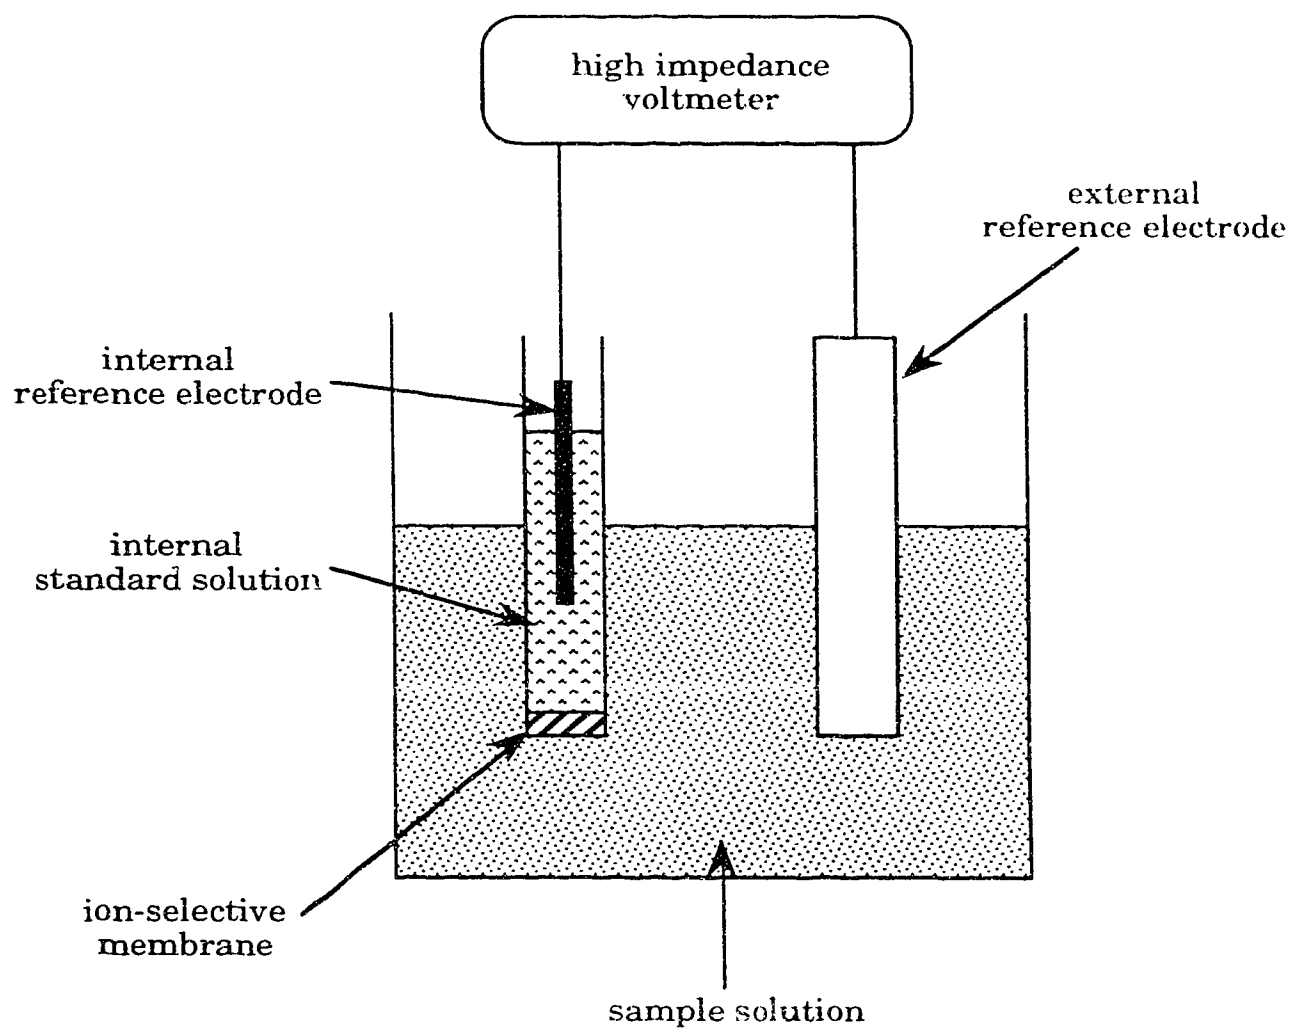 high impedance
voltmeter
external
reference electrode
internal
reference electrode
internal
standard solution
ion-selective
membrane
sample solution